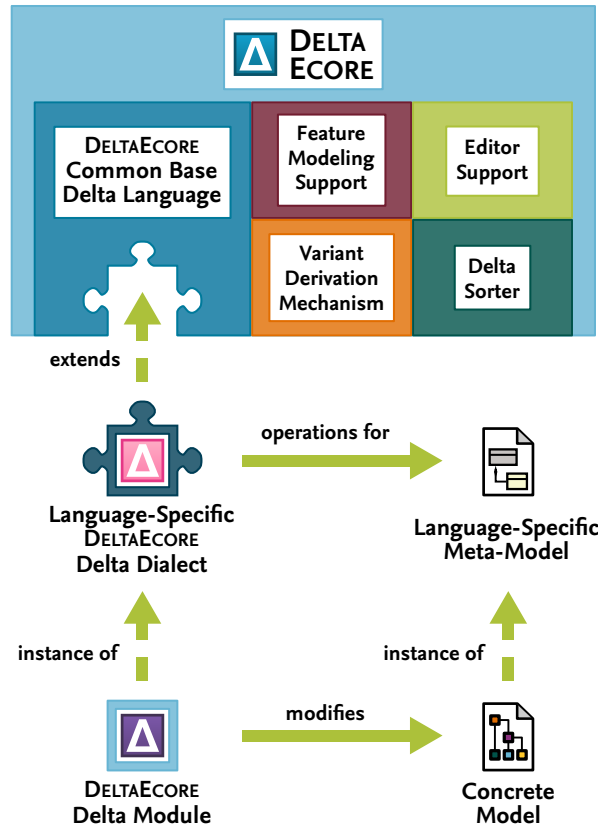 DELTA
ECORE
DELTAECORE
Common Base
Delta Language
Feature
Modeling
Support
Editor
Support
Variant
Derivation
Mechanism
Delta
Sorter
extends
operations for
Language-Specific
DELTAECORE
Delta Dialect
Language-Specific
Meta-Model
instance of
instance of
modifies
DELTAECORE
Delta Module
Concrete
Model